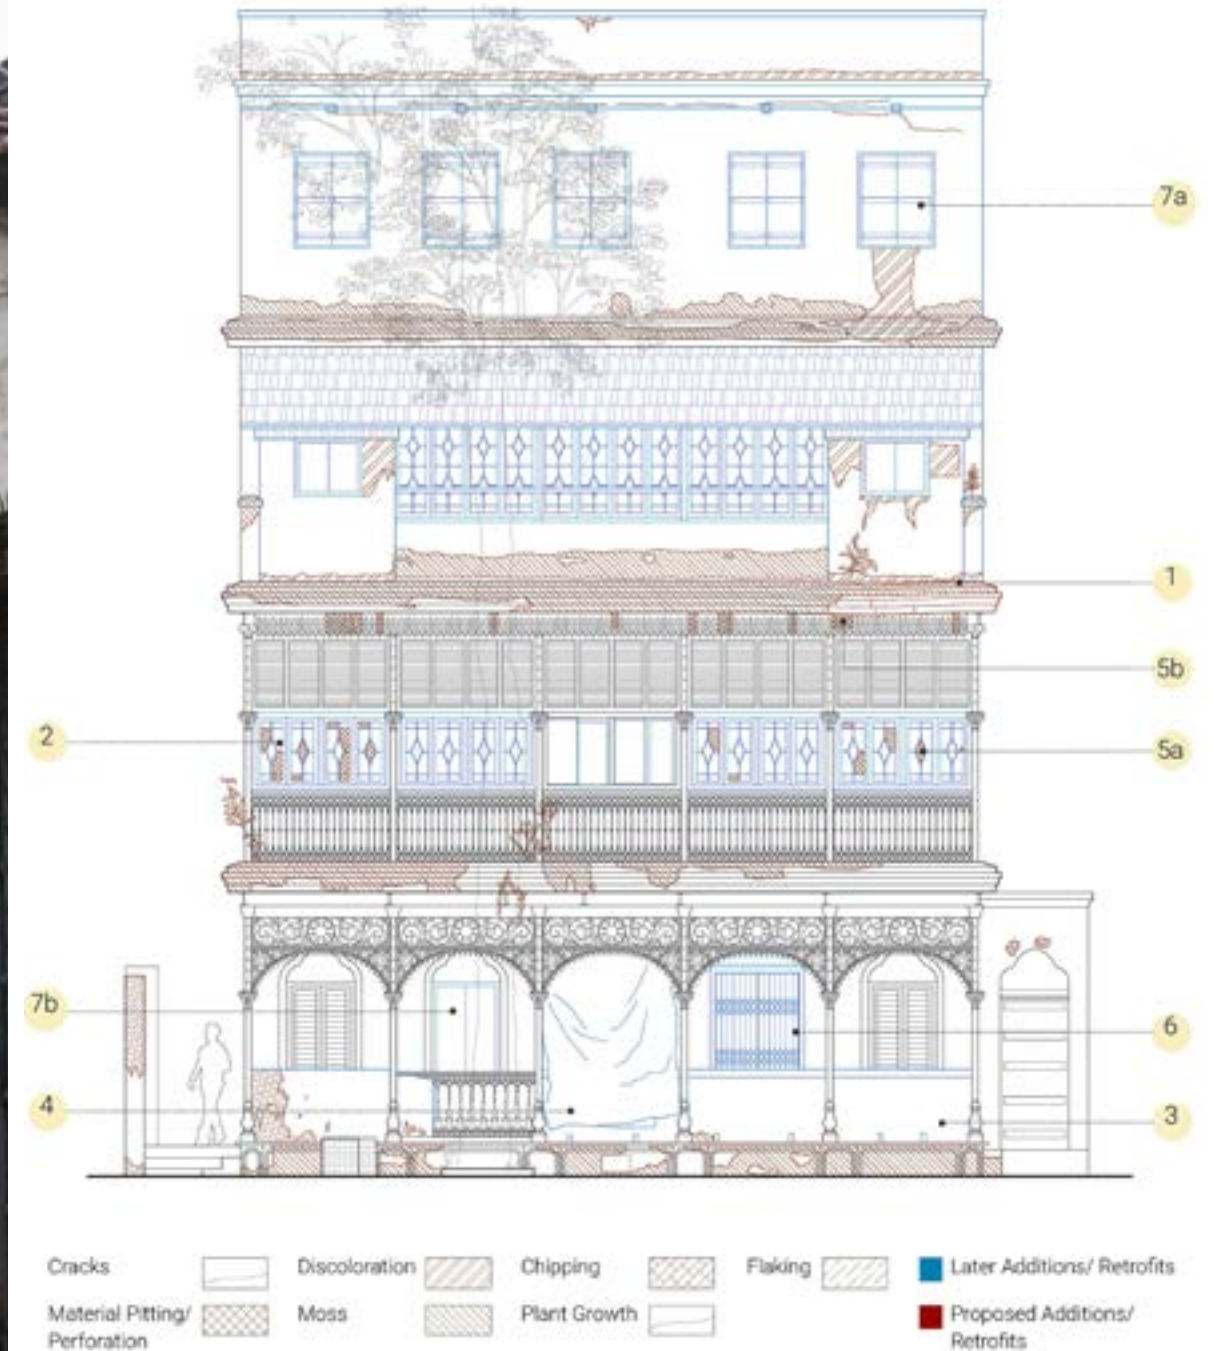 7a
1
5b
2
5a
7b
6
4
3
Cracks
Discoloration
Chipping
Flaking
Later Additions/ Retrofits
Material Pitting/
Perforation
Moss
Plant Growth
Proposed Additions/
Retrofits